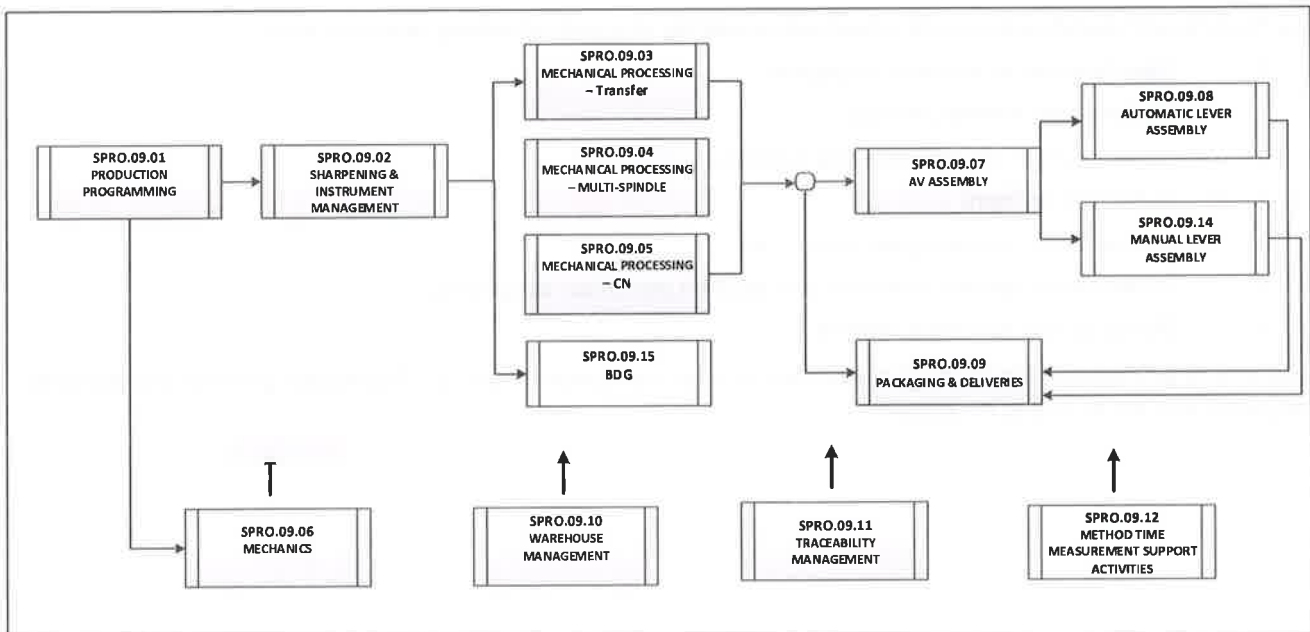 SPRO.09.01
PRODUCTION
PROGRAMMING
SPRO.09.02
SHARPENING &
INSTRUMENT
MANAGEMENT
SPRO.09.03
MECHANICAL PROCESSING
– Transfer
SPRO.09.04
MECHANICAL PROCESSING
– MULTI-SPINDLE
SPRO.09.05
MECHANICAL PROCESSING
– CN
SPRO.09.15
BDG
SPRO.09.07
AV ASSEMBLY
SPRO.09.08
AUTOMATIC LEVER
ASSEMBLY
SPRO.09.14
MANUAL LEVER
ASSEMBLY
SPRO.09.09
PACKAGING & DELIVERIES
SPRO.09.06
MECHANICS
SPRO.09.10
WAREHOUSE
MANAGEMENT
SPRO.09.11
TRACEABILITY
MANAGEMENT
SPRO.09.12
METHOD TIME
MEASUREMENT SUPPORT
ACTIVITIES